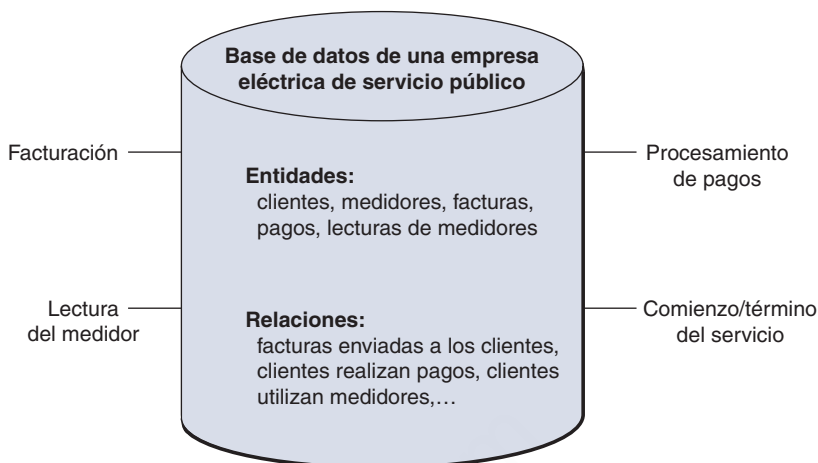 Base de datos de una empresa
eléctrica de servicio público
Facturación
Procesamiento
de pagos
Entidades:
clientes, medidores, facturas,
pagos, lecturas de medidores
Lectura
del medidor
Comienzo/término
del servicio
Relaciones:
facturas enviadas a los clientes,
clientes realizan pagos, clientes
utilizan medidores,…